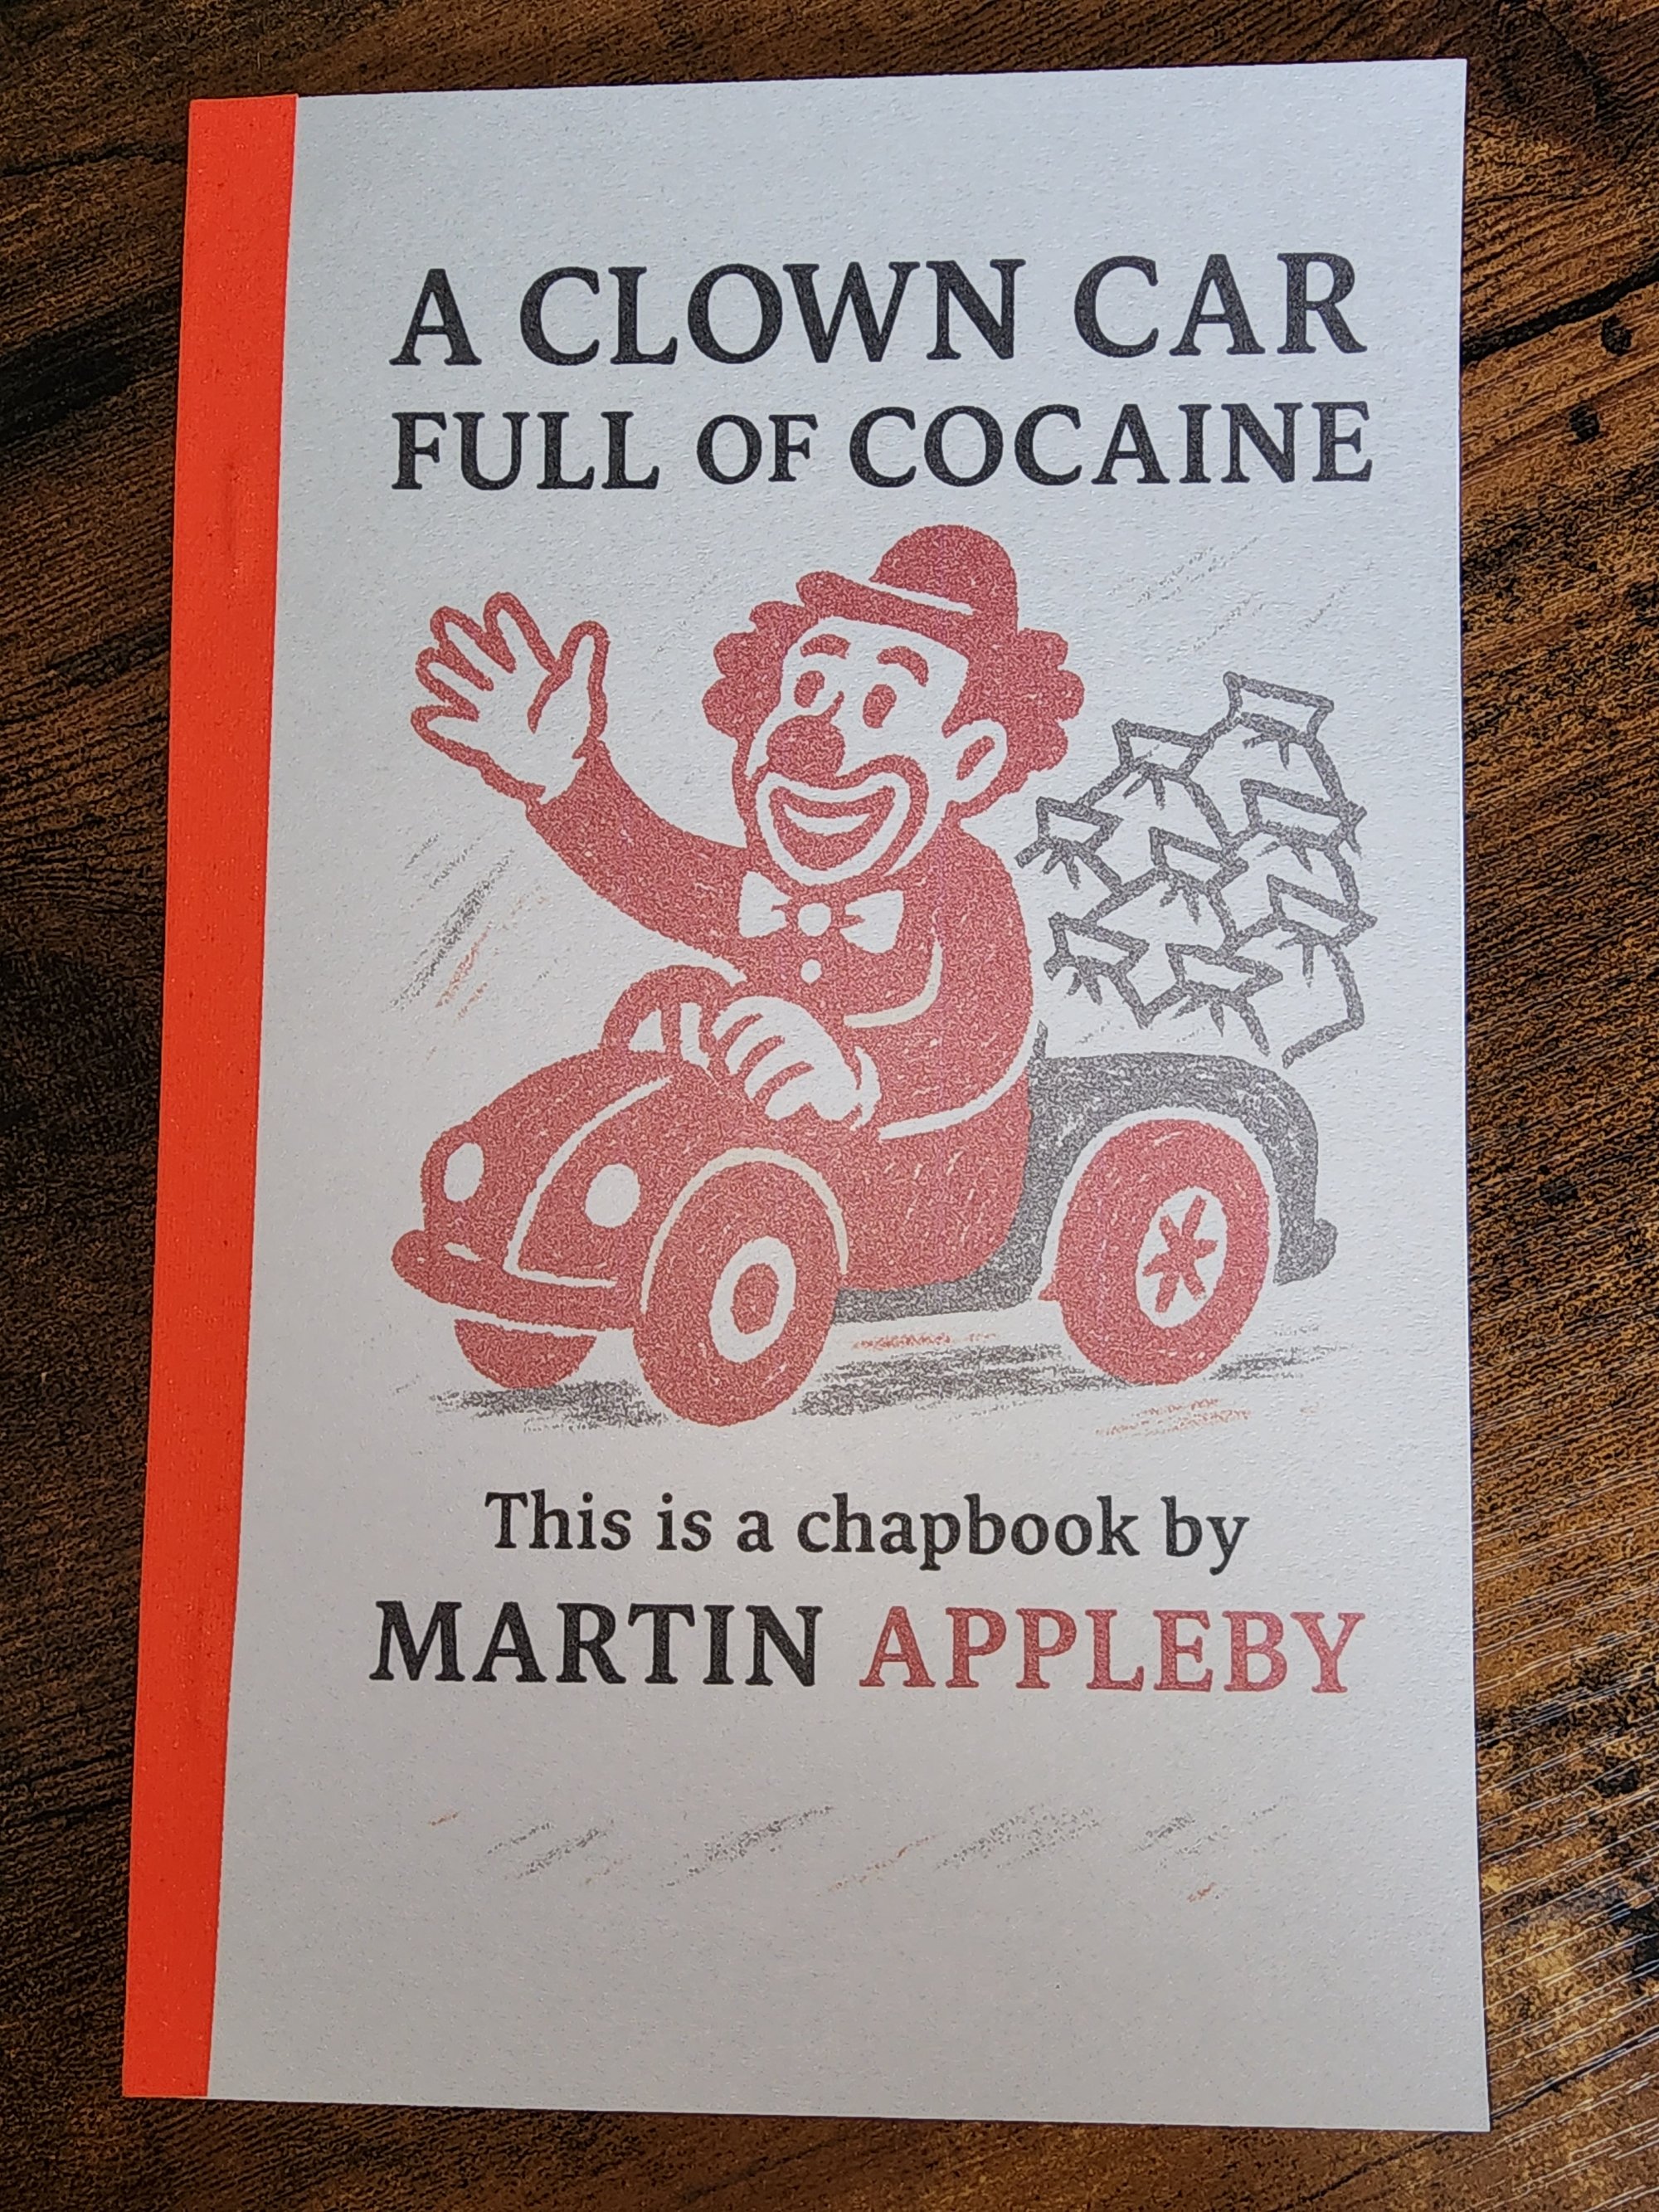 A CLOWN CAR
FULL OF COCAINE
This is a chapbook by
MARTIN APPLEBY